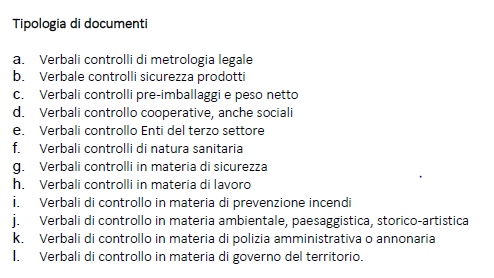 Tipologia di documenti
a. Verbali controlli di metrologia legale
b. Verbale controlli sicurezza prodotti
c. Verbali controlli pre-imballaggi e peso netto
d. Verbali controllo cooperative, anche sociali
e. Verbali controllo Enti del terzo settore
f. Verbali controlli di natura sanitaria
g. Verbali controlli in materia di sicurezza
h. Verbali controlli in materia di lavoro
i. Verbali di controllo in materia di prevenzione incendi
j. Verbali di controllo in materia ambientale, paesaggistica, storico-artistica
k. Verbali di controllo in materia di polizia amministrativa o annonaria
l. Verbali di controllo in materia di governo del territorio.